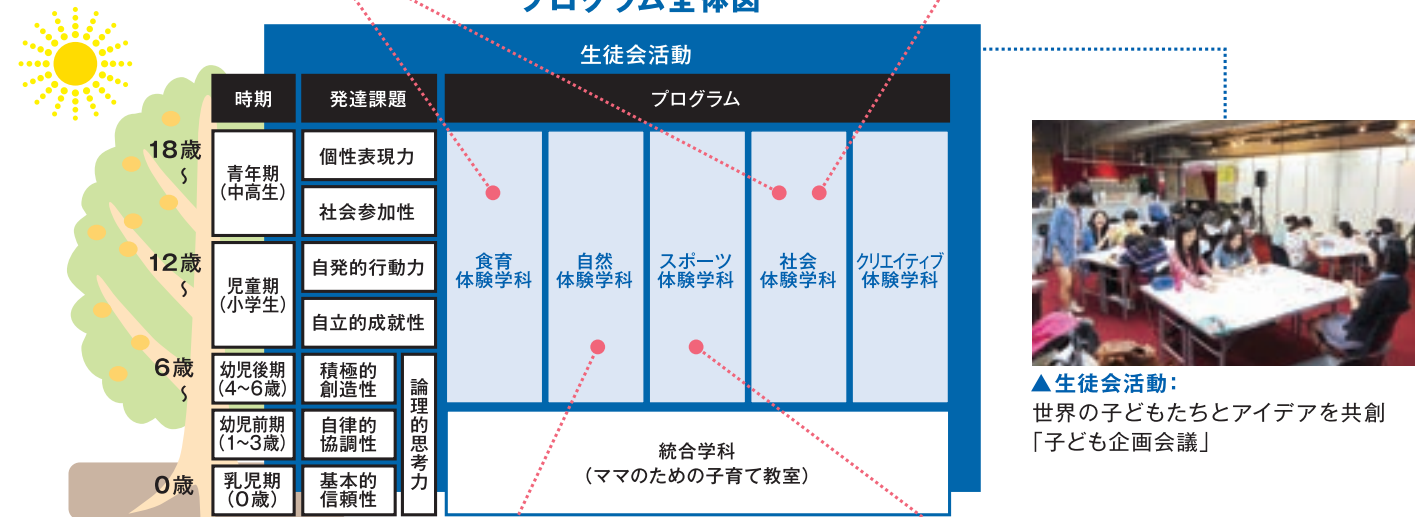 プログラム全体図
生徒会活動
時期
発達課題
プログラム
18歳
~
12歳
~
6歳
~
0歳
青年期
(中高生)
児童期
(小学生)
幼児後期
(4~6歳)
幼児前期
(1~3歳)
乳児期
(0歳)
個性表現力
社会参加性
自発的行動力
自立的成就性
積極的
創造性
自律的
協調性
基本的
信頼性
論理的思考力
食育
体験学科
自然
体験学科
スポーツ
体験学科
社会
体験学科
クリエイティブ
体験学科
統合学科
(ママのための子育て教室)
▲生徒会活動:
世界の子どもたちとアイデアを共創
「子ども企画会議」